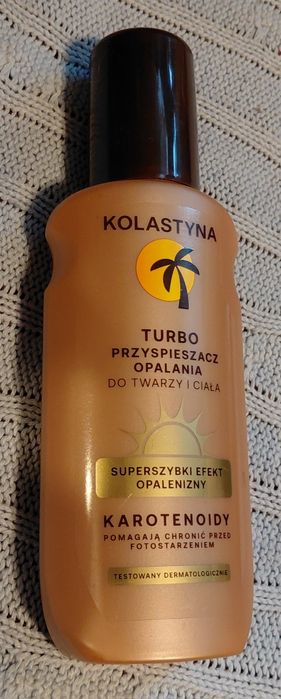 KOLASTYNA
TURBO
PRZYSPIESZACZ
OPALANIA
DO TWARZY I CIAŁA
SUPERSZYBKI EFEKT
OPALENIZNY
KAROTENOIDY
POMAGAJĄ CHRONIĆ PRZED
FOTOSTARZENIEM
TESTOWANY DERMATOLOGICZNIE